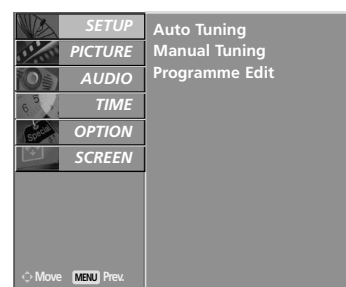 SETUP
PICTURE
AUDIO
TIME
OPTION
SCREEN
Auto Tuning
Manual Tuning
Programme Edit
Move MENU Prev.